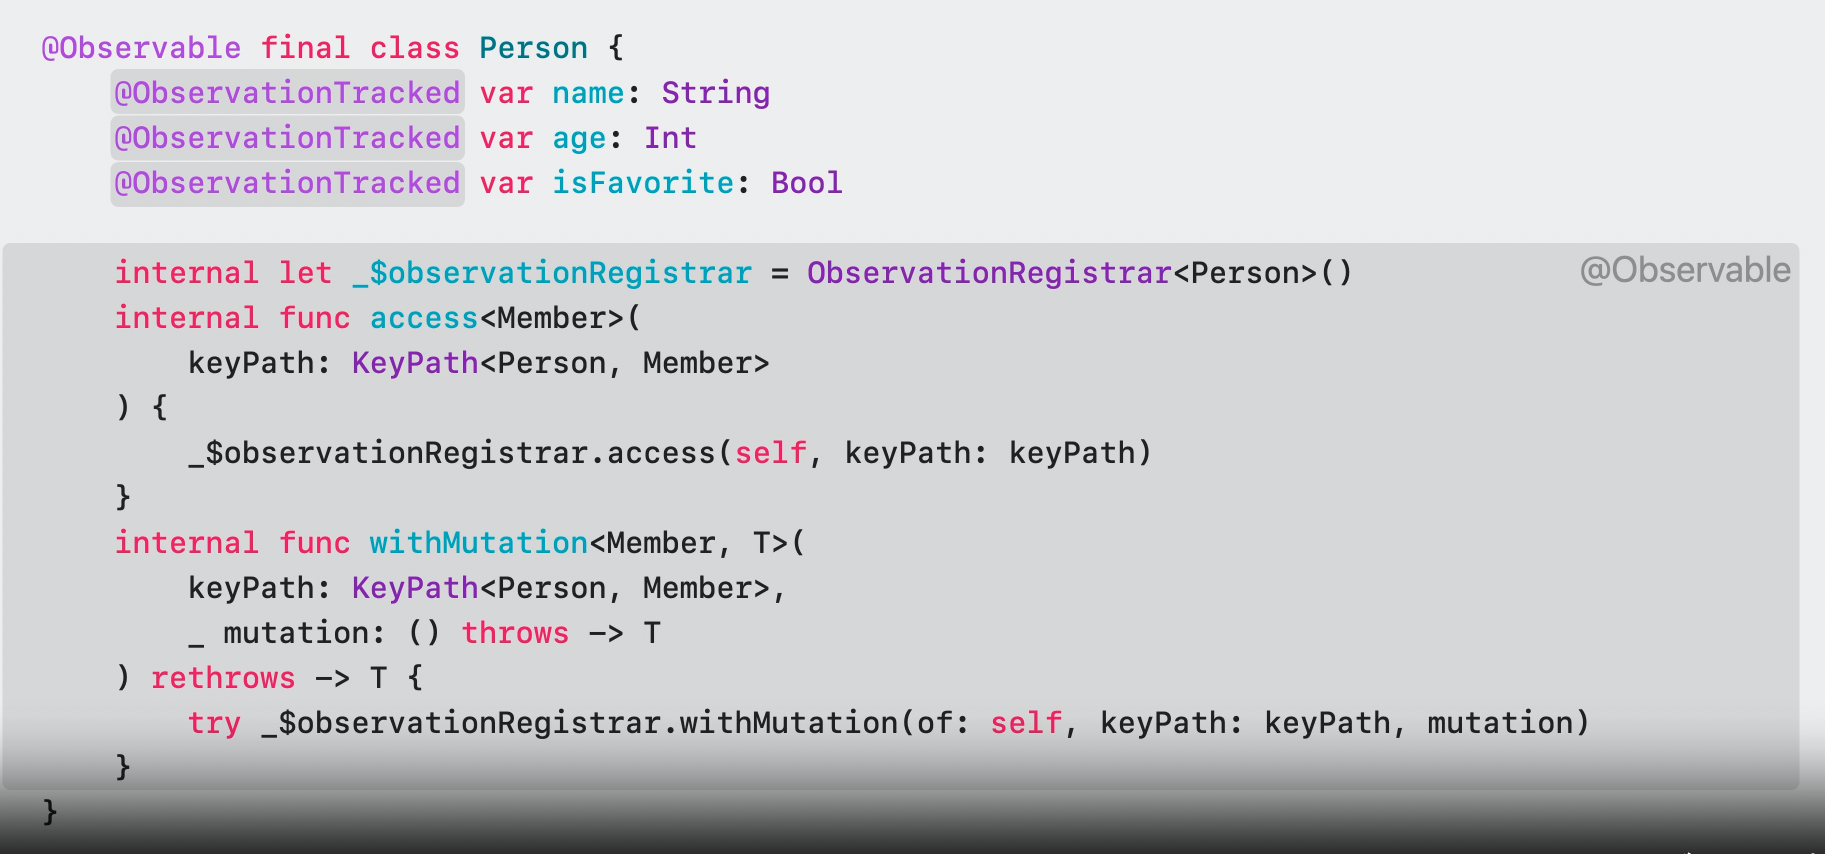 @Observable final class Person {
    @ObservationTracked var name: String
    @ObservationTracked var age: Int
    @ObservationTracked var isFavorite: Bool
    internal let _$observationRegistrar = ObservationRegistrar<Person>() @Observable
    internal func access<Member>(
        keyPath: KeyPath<Person, Member>
    ) {
        _$observationRegistrar.access(self, keyPath: keyPath)
    }
    internal func withMutation<Member, T>(
        keyPath: KeyPath<Person, Member>,
        _ mutation: () throws -> T
    ) rethrows -> T {
        try _$observationRegistrar.withMutation(of: self, keyPath: keyPath, mutation)
    }
}